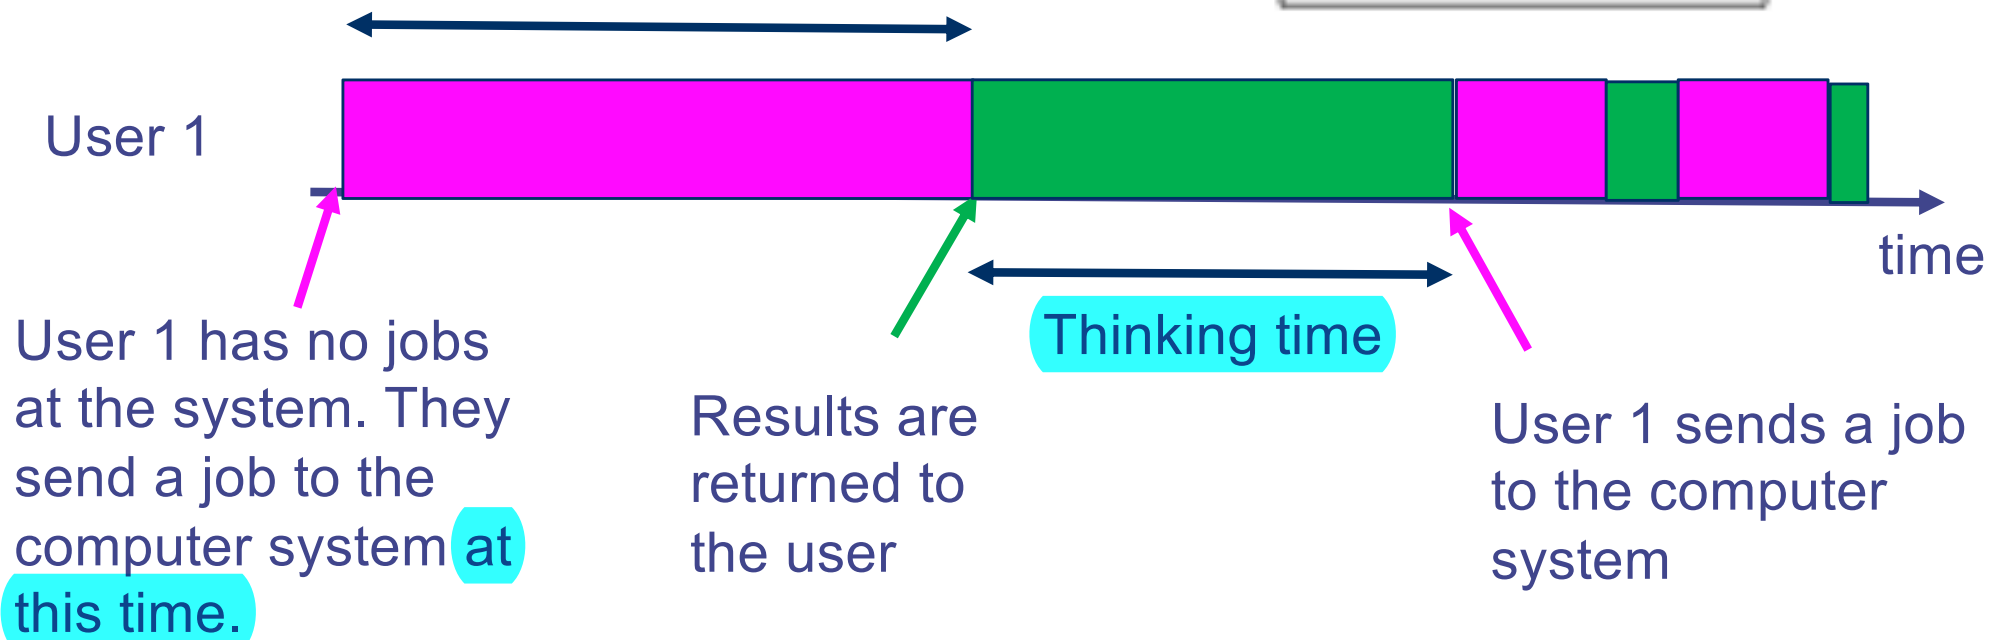 User 1
time
User 1 has no jobs
at the system. They
send a job to the
computer system at
this time.
Results are
returned to
the user
Thinking time
User 1 sends a job
to the computer
system